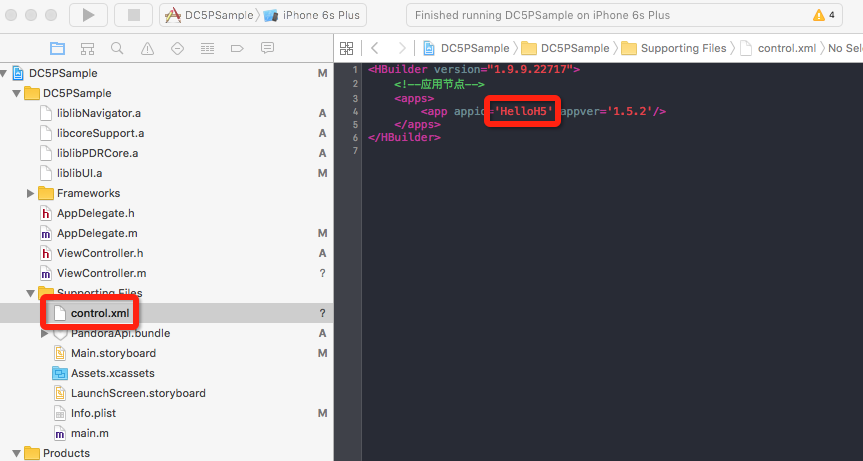 DC5PSample 〉 iPhone 6s Plus
Finished running DC5PSample on iPhone 6s Plus
4
DC5PSample M
DC5PSample
liblibNavigator.a A
libcoreSupport.a A
liblibPDRCore.a A
liblibUI.a A
Frameworks
AppDelegate.h
AppDelegate.m M
ViewController.h A
ViewController.m ?
Supporting Files
control.xml ?
PandoraApi.bundle A
Main.storyboard M
Assets.xcassets
LaunchScreen.storyboard
Info.plist M
main.m
Products
DC5PSample 〉 DC5PSample 〉 Supporting Files 〉 control.xml 〉 No Sel
1 <HBuilder version="1.9.9.22717">
2 <!--应用节点-->
3 <apps>
4 <app appid='HelloH5' appver='1.5.2'/>
5 </apps>
6 </HBuilder>
7